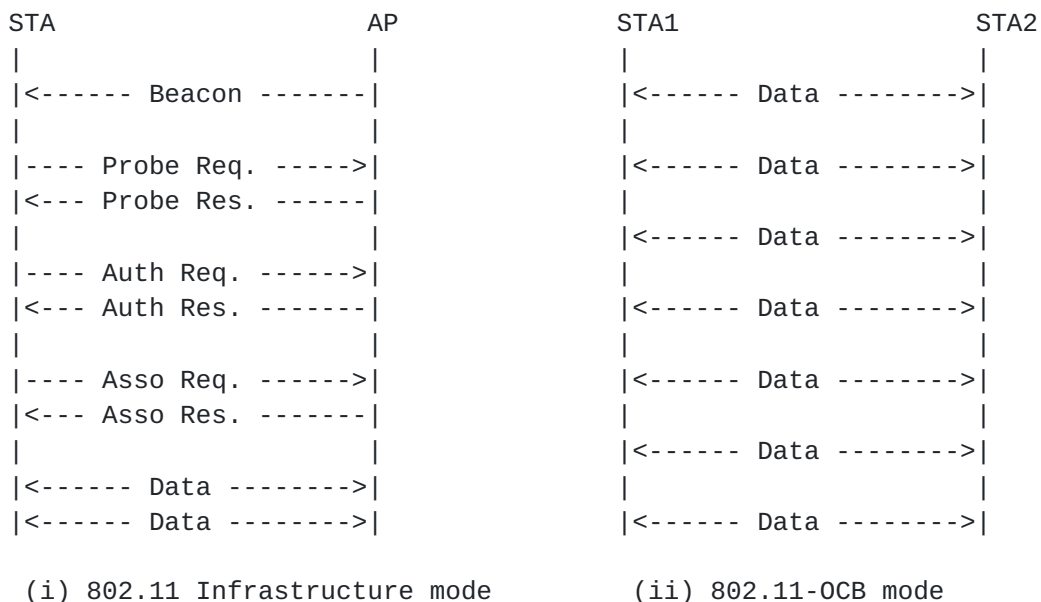 STA                    AP              STA1                   STA2
|                      |               |                      |
|<------ Beacon -------|               |<------ Data -------->|
|                      |               |                      |
|---- Probe Req. ----->|               |<------ Data -------->|
|<--- Probe Res. ------|               |                      |
|                      |               |<------ Data -------->|
|---- Auth Req. ------>|               |                      |
|<--- Auth Res. -------|               |<------ Data -------->|
|                      |               |                      |
|---- Asso Req. ------>|               |<------ Data -------->|
|<--- Asso Res. -------|               |                      |
|                      |               |<------ Data -------->|
|<------ Data -------->|               |                      |
|<------ Data -------->|               |<------ Data -------->|

(i) 802.11 Infrastructure mode         (ii) 802.11-OCB mode